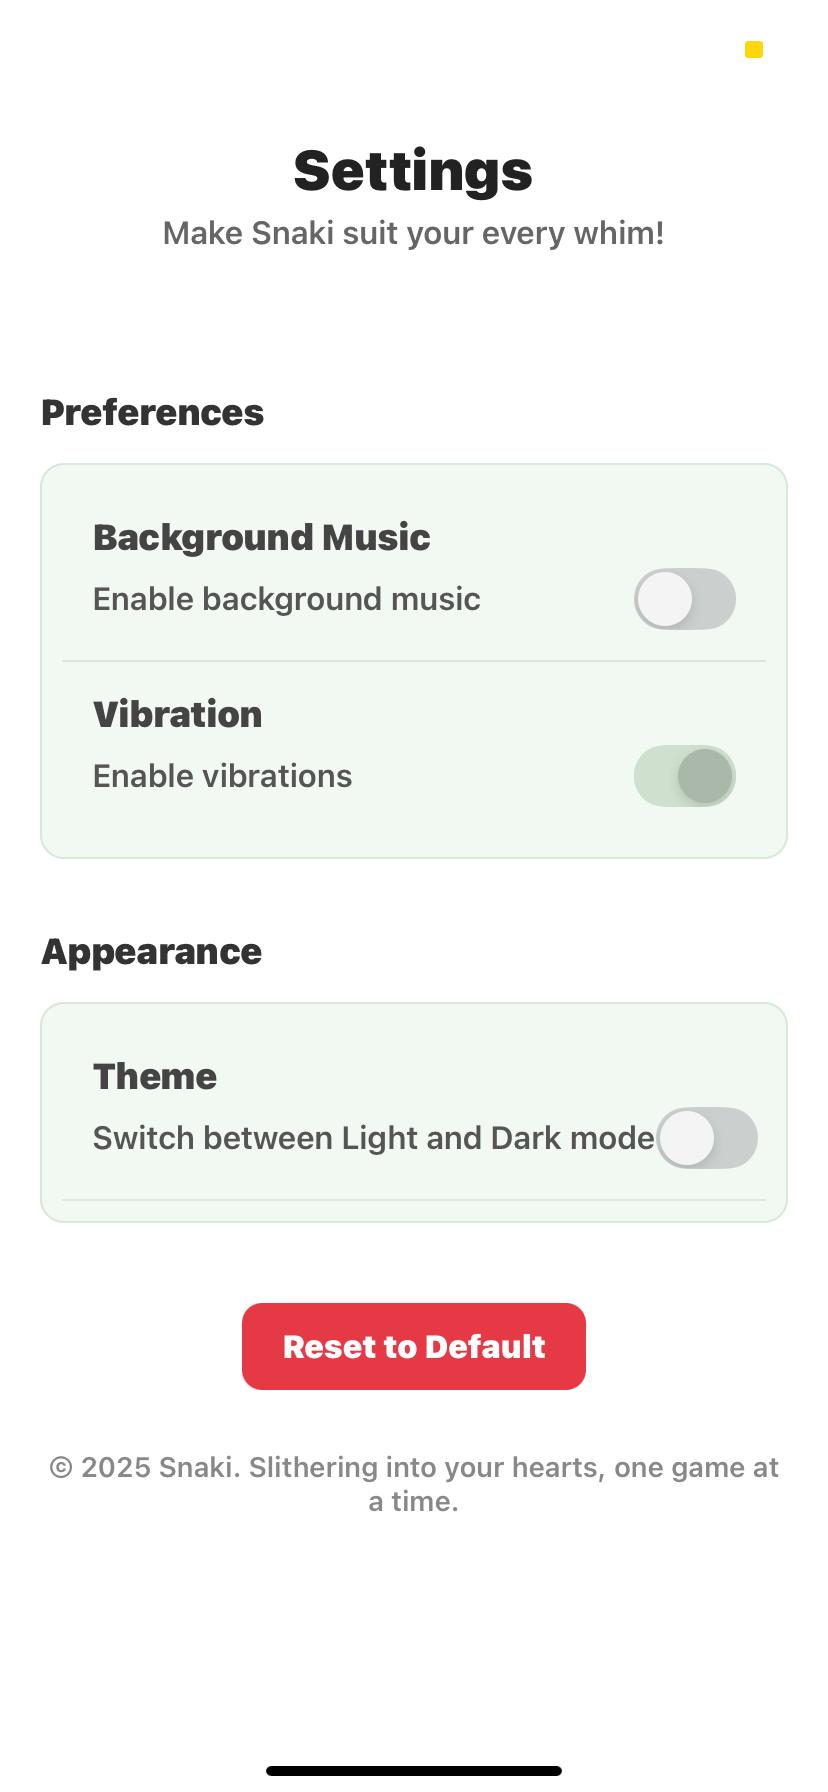 Settings
Make Snaki suit your every whim!
Preferences
Background Music
Enable background music
Vibration
Enable vibrations
Appearance
Theme
Switch between Light and Dark mode
Reset to Default
© 2025 Snaki. Slithering into your hearts, one game at
a time.